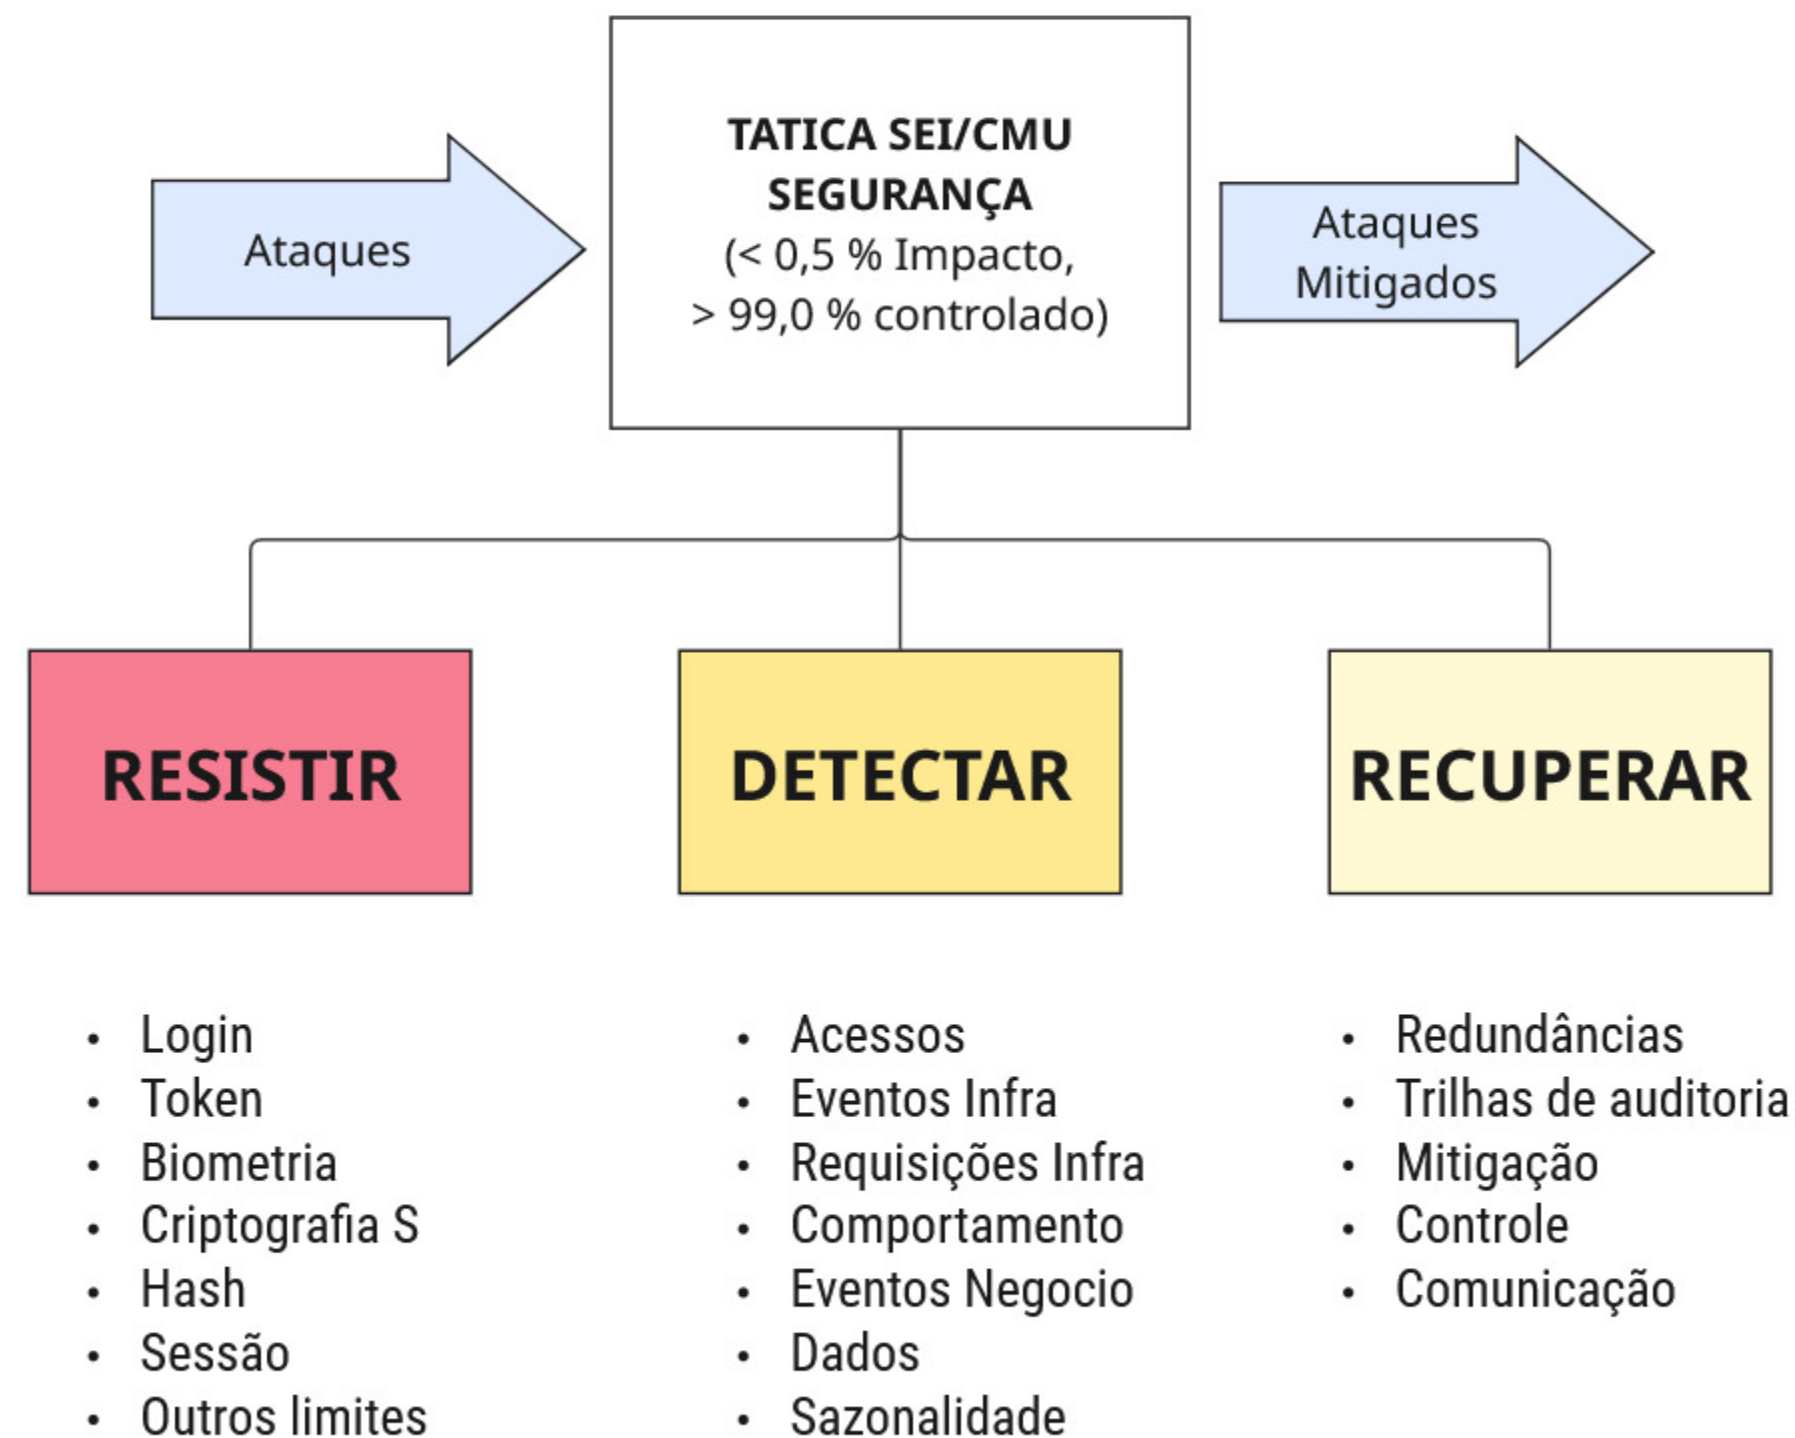 TATICA SEI/CMU
SEGURANÇA
(< 0,5 % Impacto,
> 99,0 % controlado)
Ataques
Ataques
Mitigados
RESISTIR
DETECTAR
RECUPERAR
• Login
• Token
• Biometria
• Criptografia S
• Hash
• Sessão
• Outros limites
• Acessos
• Eventos Infra
• Requisições Infra
• Comportamento
• Eventos Negocio
• Dados
• Sazonalidade
• Redundâncias
• Trilhas de auditoria
• Mitigação
• Controle
• Comunicação